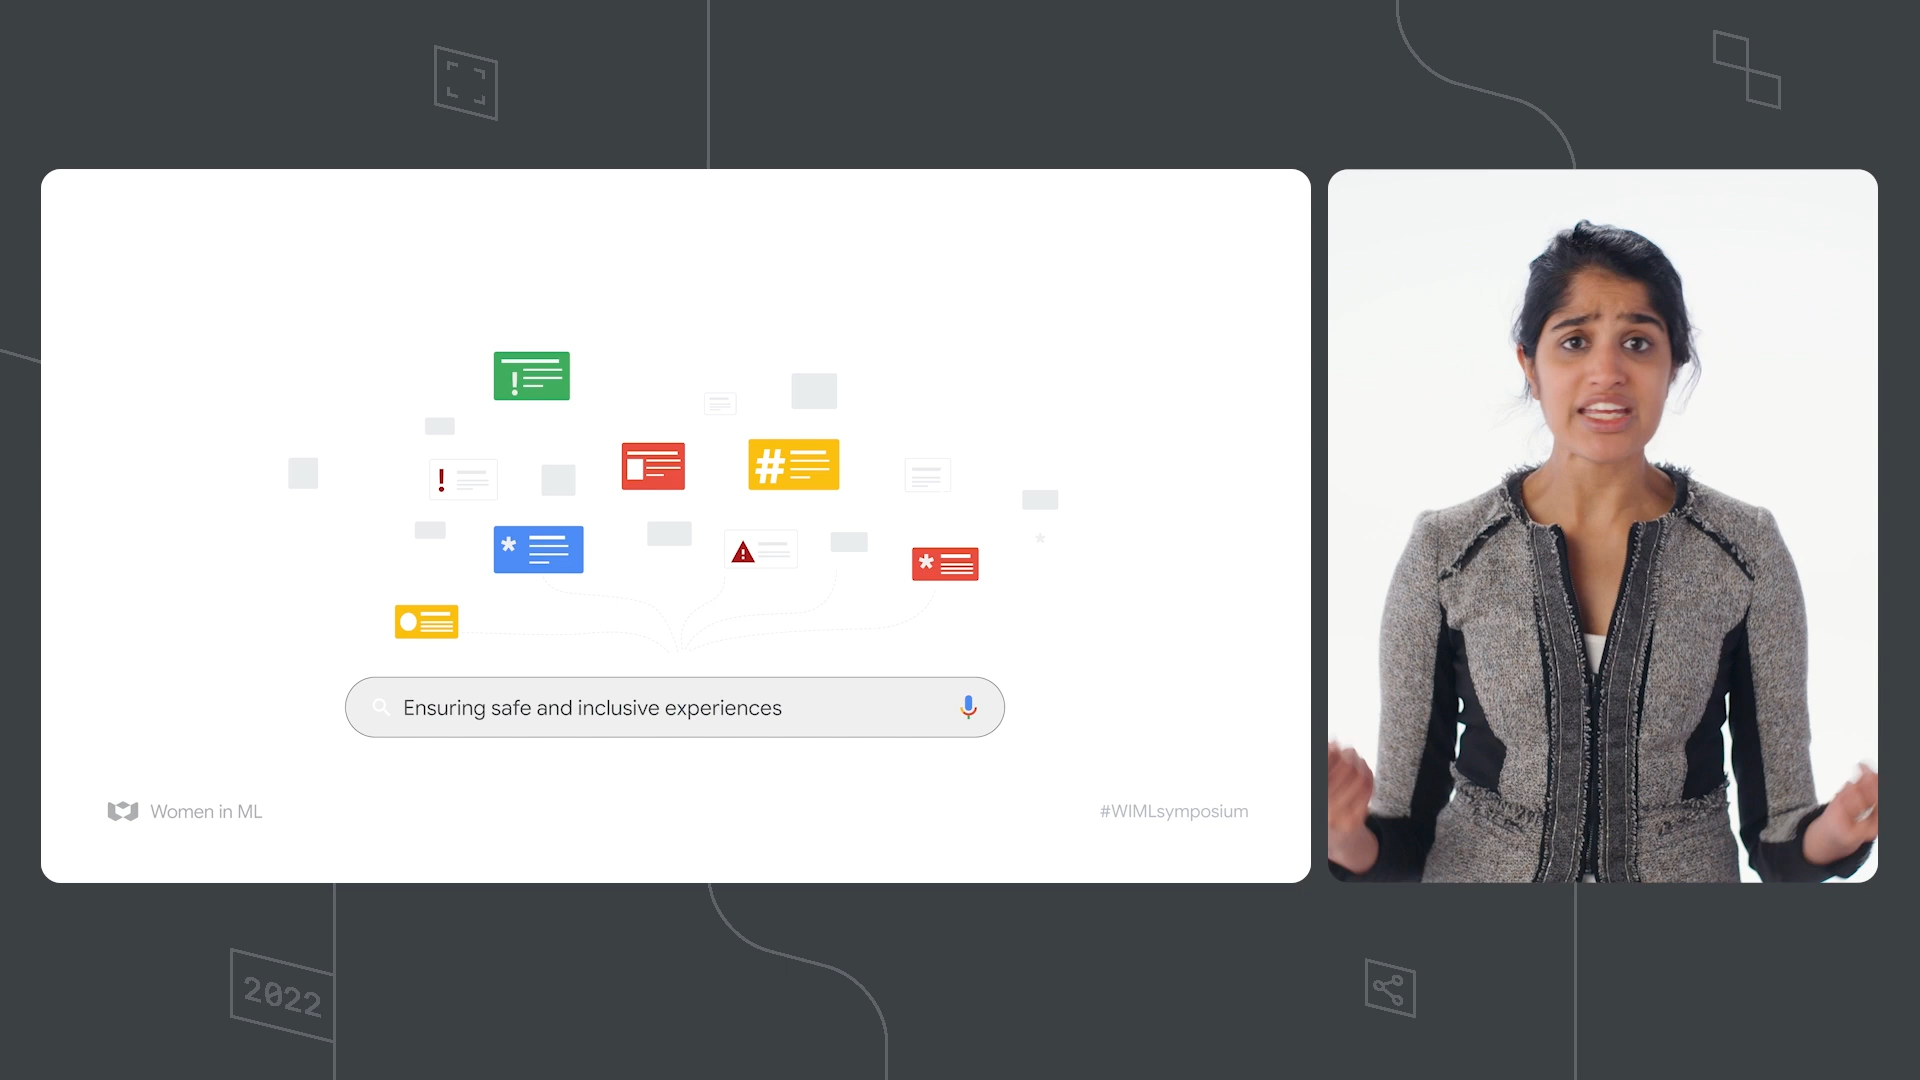 !
!
#
*
!
*
*
Ensuring safe and inclusive experiences
Women in ML
#WIMLsymposium
2022